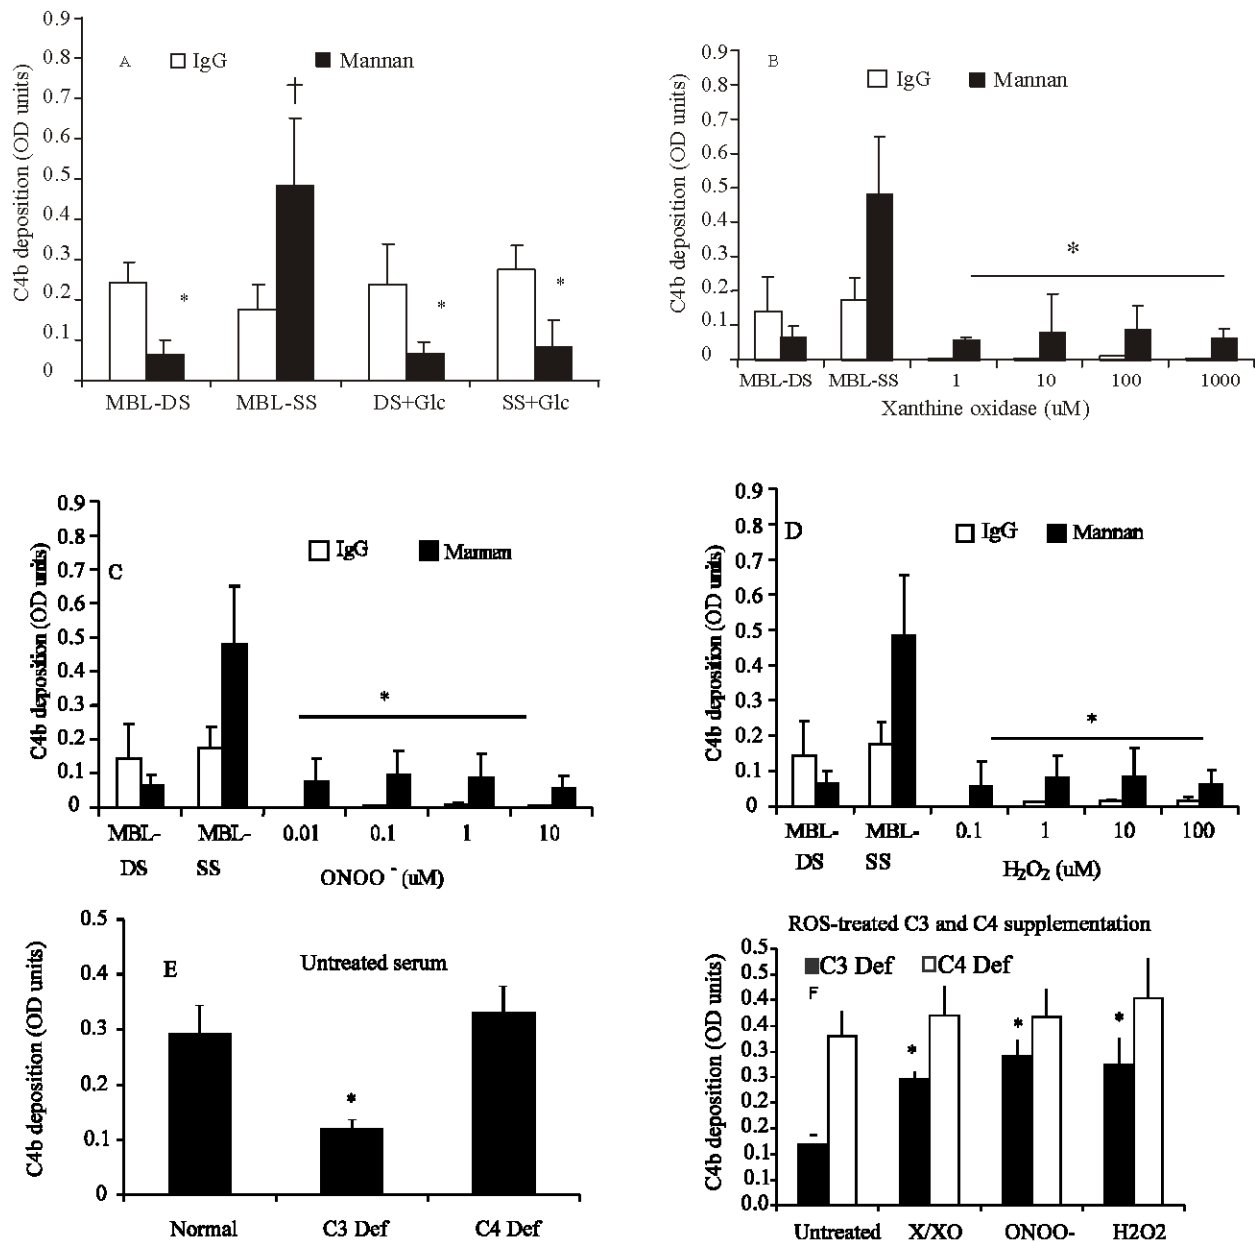 A
IgG
Mannan
†
C4b deposition (OD units)
0.9
0.8
0.7
0.6
0.5
0.4
0.3
0.2
0.1
0
*
*
*
MBL-DS MBL-SS DS+Glc SS+Glc
B
IgG
Mannan
C4b deposition (OD units)
0.9
0.8
0.7
0.6
0.5
0.4
0.3
0.2
0.1
0
*
MBL-DS MBL-SS 1 10 100 1000
Xanthine oxidase (uM)
C
IgG
Mannan
C4b deposition (OD units)
0.9
0.8
0.7
0.6
0.5
0.4
0.3
0.2
0.1
0
*
MBL- MBL- 0.01 0.1 1 10
DS SS
ONOO - (uM)
D
IgG
Mannan
C4b deposition (OD units)
0.9
0.8
0.7
0.6
0.5
0.4
0.3
0.2
0.1
0
*
MBL- MBL- 0.1 1 10 100
DS SS
H₂O₂ (uM)
E
Untreated serum
C4b deposition (OD units)
0.5
0.4
0.3
0.2
0.1
0
*
Normal C3 Def C4 Def
ROS-treated C3 and C4 supplementation
C3 Def C4 Def
F
C4b deposition (OD units)
0.5
0.5
0.4
0.4
0.3
0.3
0.2
0.2
0.1
0.1
0.0
* * *
Untreated X/XO ONOO- H2O2